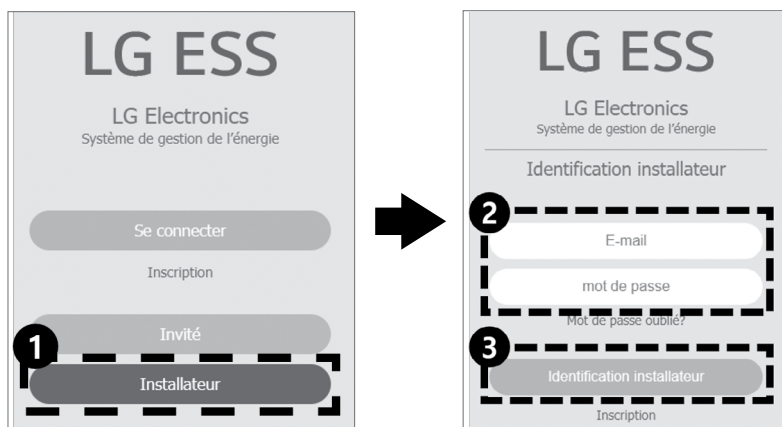 LG ESS
LG Electronics
Système de gestion de l'énergie
Se connecter
Inscription
Invité
1
Installateur
LG ESS
LG Electronics
Système de gestion de l'énergie
Identification installateur
2
E-mail
mot de passe
Mot de passe oublié?
3
Identification installateur
Inscription